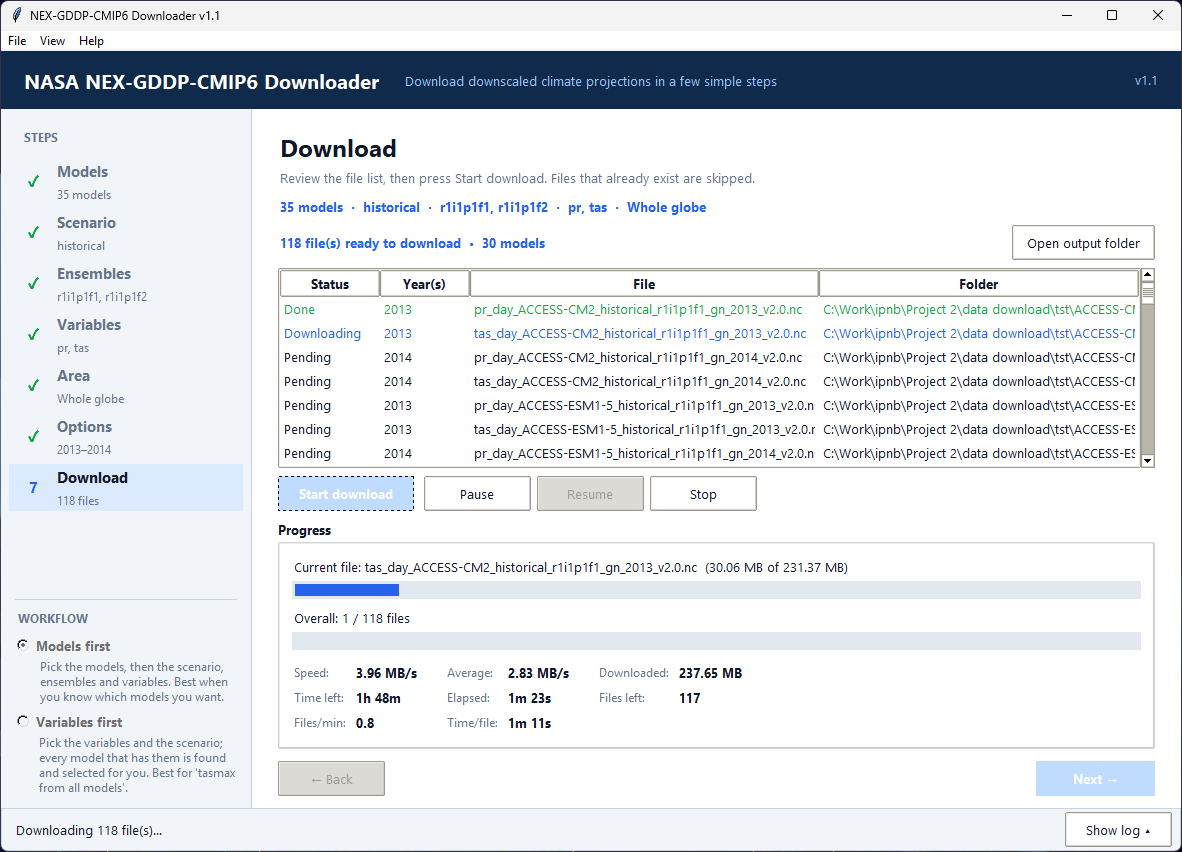 NEX-GDDP-CMIP6 Downloader v1.1
File View Help
NASA NEX-GDDP-CMIP6 Downloader Download downscaled climate projections in a few simple steps v1.1
STEPS
✓ Models
35 models
✓ Scenario
historical
✓ Ensembles
r1i1p1f1, r1i1p1f2
✓ Variables
pr, tas
✓ Area
Whole globe
✓ Options
2013–2014
7 Download
118 files
WORKFLOW
Models first
Pick the models, then the scenario,
ensembles and variables. Best when
you know which models you want.
Variables first
Pick the variables and the scenario;
every model that has them is found
and selected for you. Best for 'tasmax
from all models'.
Download
Review the file list, then press Start download. Files that already exist are skipped.
35 models · historical · r1i1p1f1, r1i1p1f2 · pr, tas · Whole globe
118 file(s) ready to download • 30 models Open output folder
Status Year(s) File Folder
Done 2013 pr_day_ACCESS-CM2_historical_r1i1p1f1_gn_2013_v2.0.nc C:\Work\ipnb\Project 2\data download\tst\ACCESS-CM
Downloading 2013 tas_day_ACCESS-CM2_historical_r1i1p1f1_gn_2013_v2.0.nc C:\Work\ipnb\Project 2\data download\tst\ACCESS-CM
Pending 2014 pr_day_ACCESS-CM2_historical_r1i1p1f1_gn_2014_v2.0.nc C:\Work\ipnb\Project 2\data download\tst\ACCESS-CM
Pending 2014 tas_day_ACCESS-CM2_historical_r1i1p1f1_gn_2014_v2.0.nc C:\Work\ipnb\Project 2\data download\tst\ACCESS-CM
Pending 2013 pr_day_ACCESS-ESM1-5_historical_r1i1p1f1_gn_2013_v2.0.n C:\Work\ipnb\Project 2\data download\tst\ACCESS-ES
Pending 2013 tas_day_ACCESS-ESM1-5_historical_r1i1p1f1_gn_2013_v2.0.r C:\Work\ipnb\Project 2\data download\tst\ACCESS-ES
Pending 2014 pr_day_ACCESS-ESM1-5_historical_r1i1p1f1_gn_2014_v2.0.n C:\Work\ipnb\Project 2\data download\tst\ACCESS-ES
Start download Pause Resume Stop
Progress
Current file: tas_day_ACCESS-CM2_historical_r1i1p1f1_gn_2013_v2.0.nc (30.06 MB of 231.37 MB)
Overall: 1 / 118 files
Speed: 3.96 MB/s Average: 2.83 MB/s Downloaded: 237.65 MB
Time left: 1h 48m Elapsed: 1m 23s Files left: 117
Files/min: 0.8 Time/file: 1m 11s
← Back Next →
Downloading 118 file(s)... Show log ▴